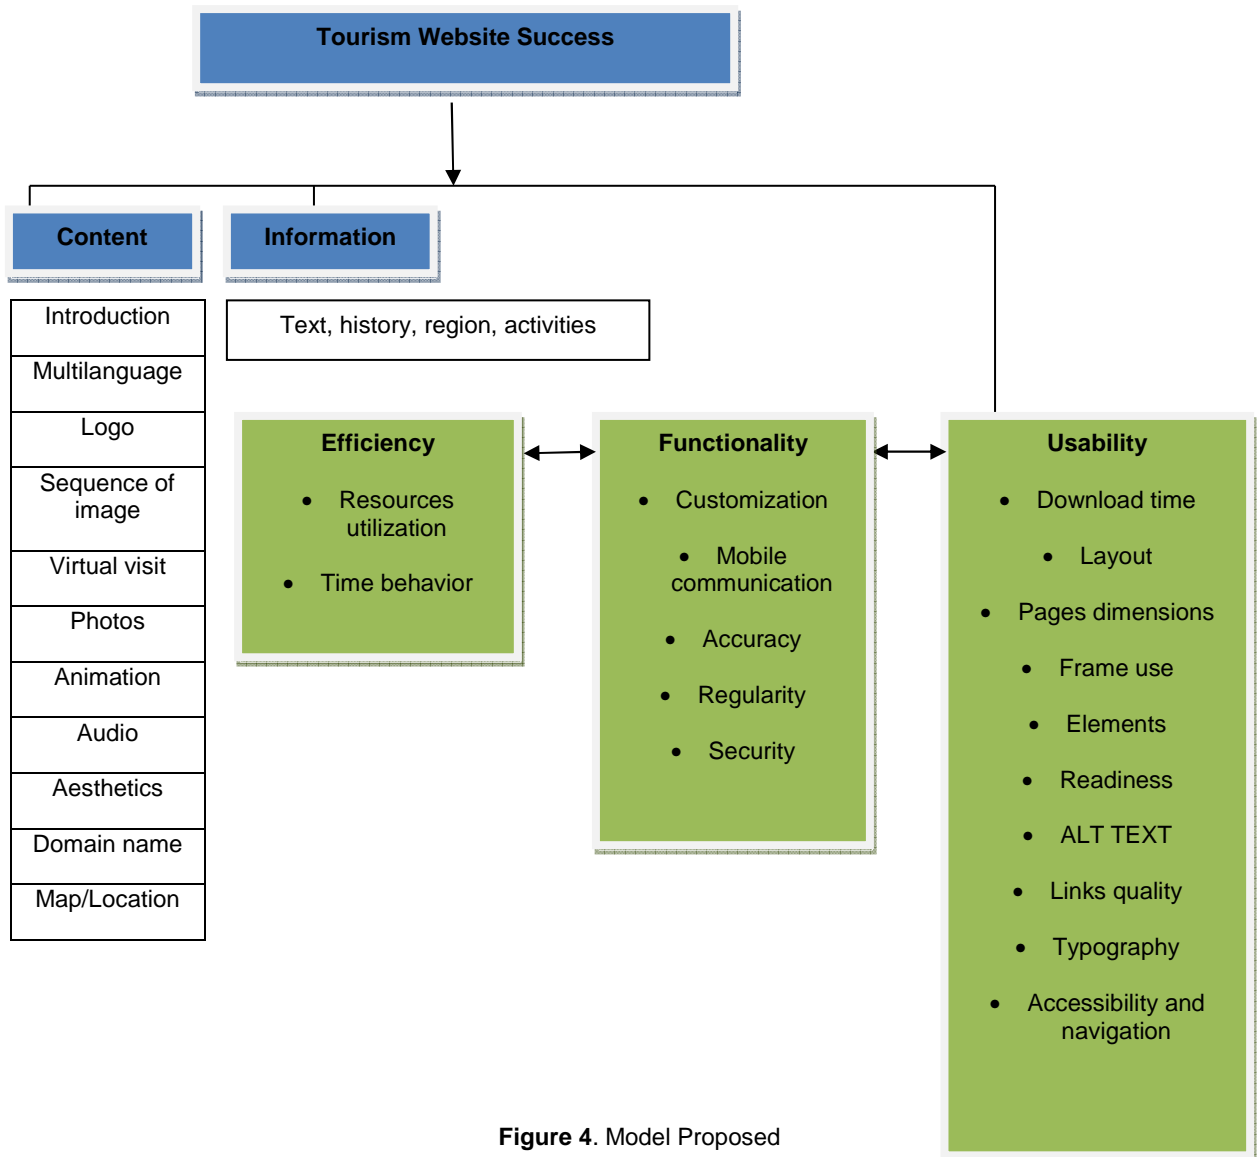 Tourism Website Success
Content
Information
Introduction
Multilanguage
Logo
Sequence of
image
Virtual visit
Photos
Animation
Audio
Aesthetics
Domain name
Map/Location
Text, history, region, activities
Efficiency
• Resources
utilization
• Time behavior
Functionality
• Customization
• Mobile
communication
• Accuracy
• Regularity
• Security
Usability
• Download time
• Layout
• Pages dimensions
• Frame use
• Elements
• Readiness
• ALT TEXT
• Links quality
• Typography
• Accessibility and
navigation
Figure 4. Model Proposed